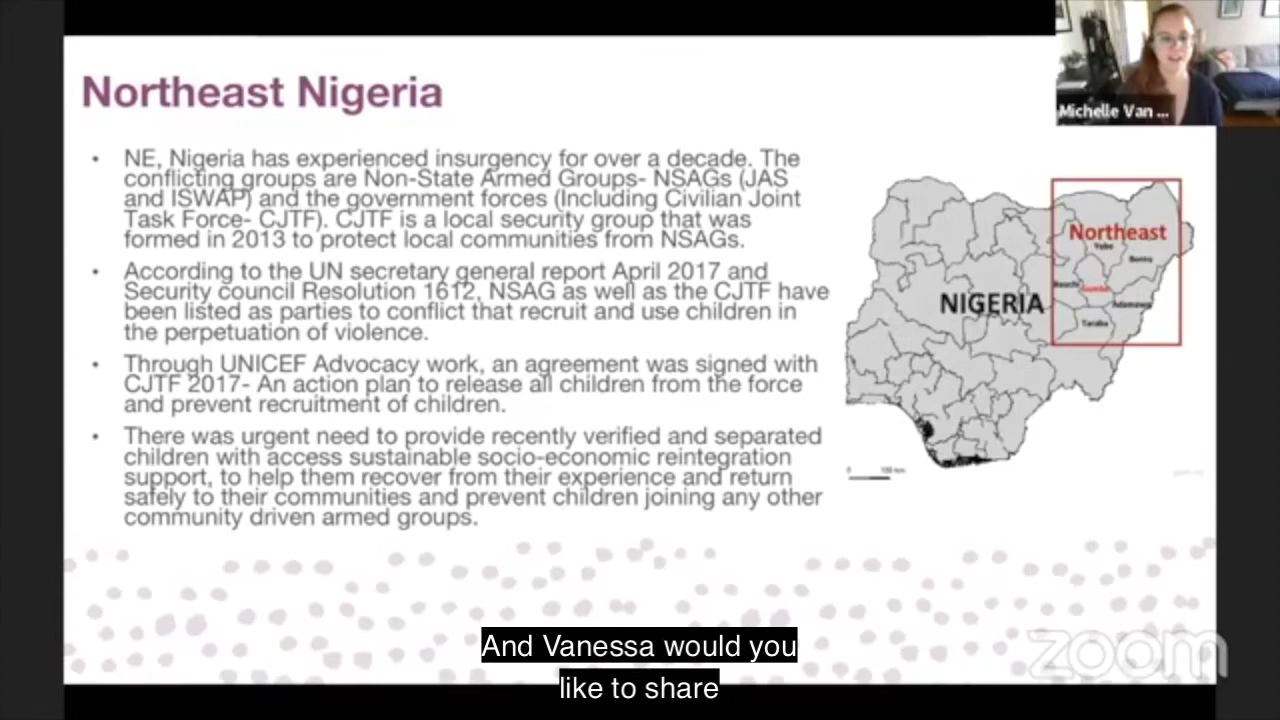 Northeast Nigeria
• NE, Nigeria has experienced insurgency for over a decade. The
conflicting groups are Non-State Armed Groups- NSAGs (JAS
and ISWAP) and the government forces (Including Civilian Joint
Task Force- CJTF). CJTF is a local security group that was
formed in 2013 to protect local communities from NSAGs.
• According to the UN secretary general report April 2017 and
Security council Resolution 1612, NSAG as well as the CJTF have
been listed as parties to conflict that recruit and use children in
the perpetuation of violence.
• Through UNICEF Advocacy work, an agreement was signed with
CJTF 2017- An action plan to release all children from the force
and prevent recruitment of children.
• There was urgent need to provide recently verified and separated
children with access sustainable socio-economic reintegration
support, to help them recover from their experience and return
safely to their communities and prevent children joining any other
community driven armed groups.
Michelle Van ...
Northeast
Yobe
Borno
Bauchi
Gombe
Adamawa
Taraba
NIGERIA
0
zoom
And Vanessa would you
like to share